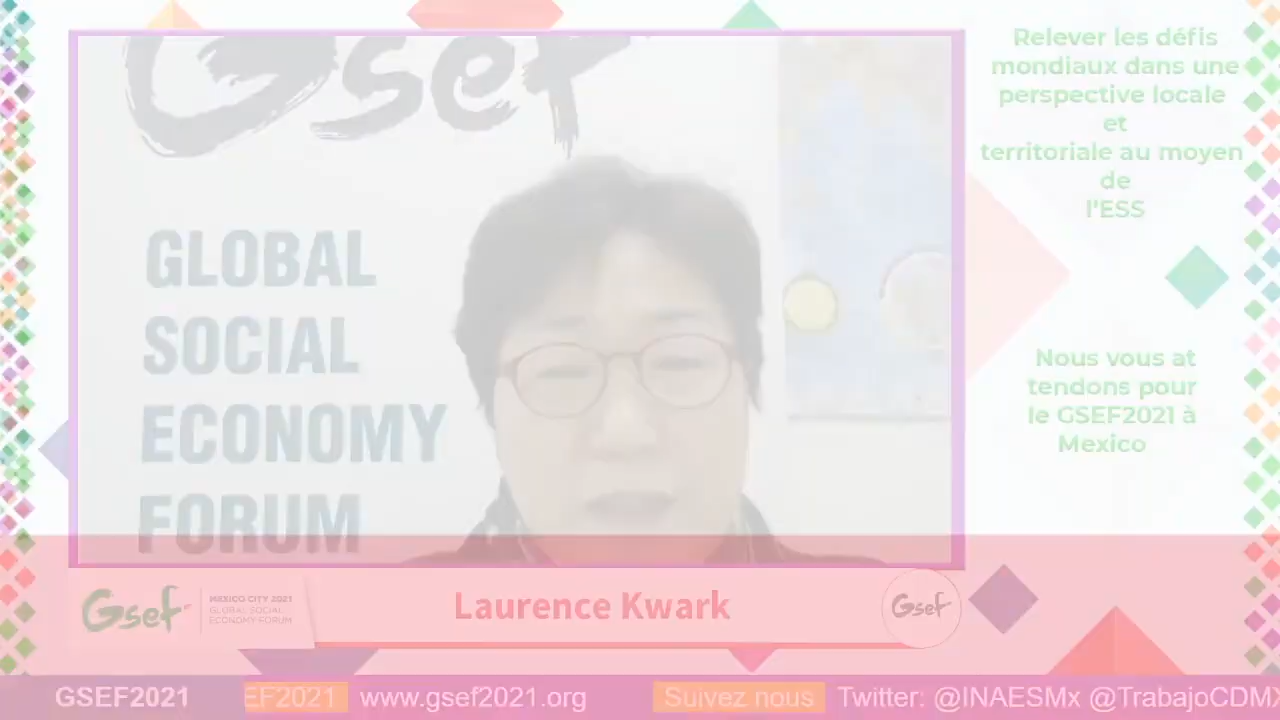 Gsef
GLOBAL
SOCIAL
ECONOMY
FORUM
Relever les défis
mondiaux dans une
perspective locale
et
territoriale au moyen
de
l'ESS
Nous vous at
tendons pour
le GSEF2021 à
Mexico
Gsef
MEXICO CITY 2021
GLOBAL SOCIAL
ECONOMY FORUM
Laurence Kwark
Gsef
GSEF2021 EF2021 www.gsef2021.org Suivez nous Twitter: @INAESMx @TrabajoCDMX